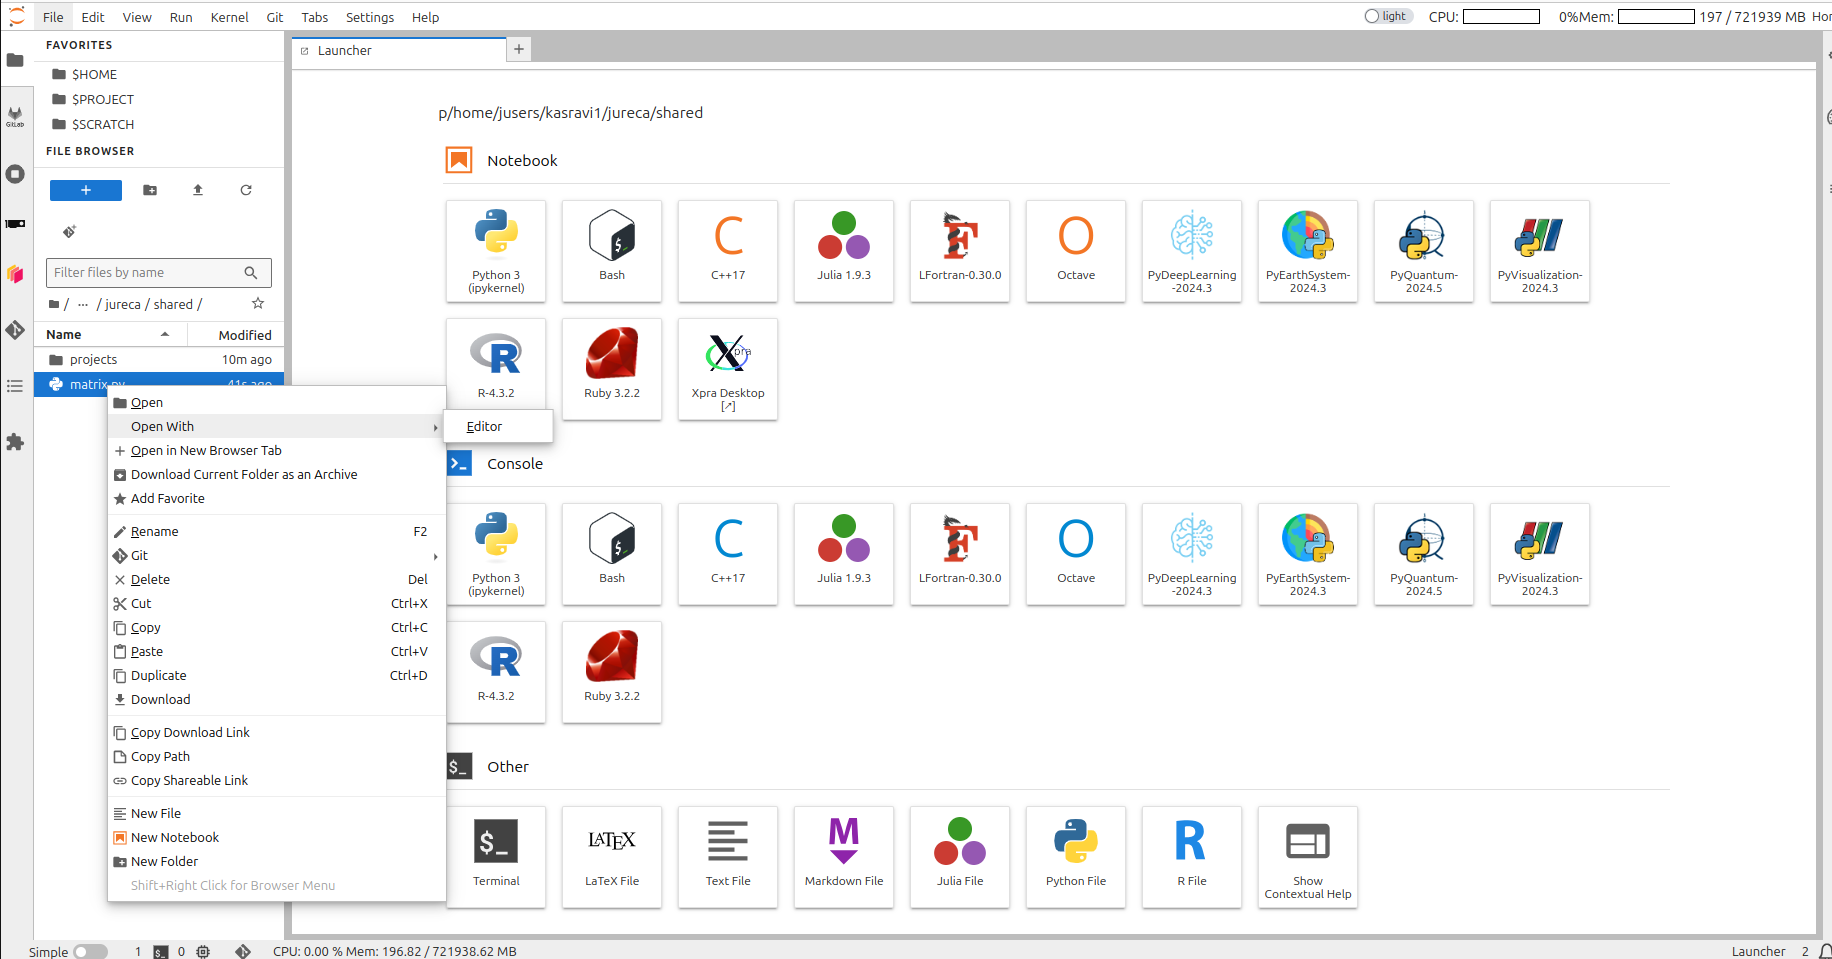 File Edit View Run Kernel Git Tabs Settings Help
light CPU: 0% Mem: 197 / 721939 MB Hor
FAVORITES
$HOME
$PROJECT
$SCRATCH
FILE BROWSER
GitLab
+
Filter files by name
/ ··· / jureca / shared /
Name Modified
projects 10m ago
matrix.py 41s ago
Open
Open With
Editor
Open in New Browser Tab
Download Current Folder as an Archive
Add Favorite
Rename F2
Git
Delete Del
Cut Ctrl+X
Copy Ctrl+C
Paste Ctrl+V
Duplicate Ctrl+D
Download
Copy Download Link
Copy Path
Copy Shareable Link
New File
New Notebook
New Folder
Shift+Right Click for Browser Menu
Launcher +
p/home/jusers/kasravi1/jureca/shared
Notebook
Python 3
(ipykernel)
Bash
C++17
Julia 1.9.3
LFortran-0.30.0
Octave
PyDeepLearning
-2024.3
PyEarthSystem-
2024.3
PyQuantum-
2024.5
PyVisualization-
2024.3
R-4.3.2
Ruby 3.2.2
Xpra
Xpra Desktop
[↗]
Console
Python 3
(ipykernel)
Bash
C++17
Julia 1.9.3
LFortran-0.30.0
Octave
PyDeepLearning
-2024.3
PyEarthSystem-
2024.3
PyQuantum-
2024.5
PyVisualization-
2024.3
R-4.3.2
Ruby 3.2.2
$_ Other
$_
Terminal
LATEX
LaTeX File
Text File
M
Markdown File
Julia File
Python File
R
R File
Show
Contextual Help
Simple 1 $_ 0 CPU: 0.00 % Mem: 196.82 / 721938.62 MB Launcher 2